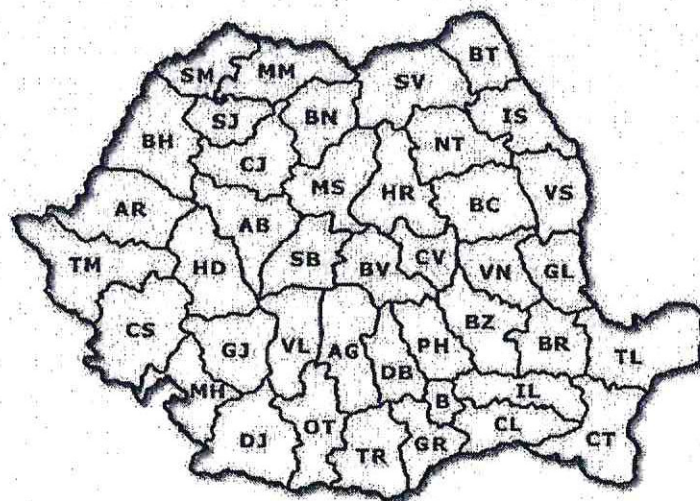 BT
SM MM SV
SJ BN IS
BH CJ NT
MS HR BC VS
AR AB
TM HD SB BV CV VN GL
CS GJ VL AG PH BZ BR TL
MH DB B IL
DJ OT TR GR CL CT